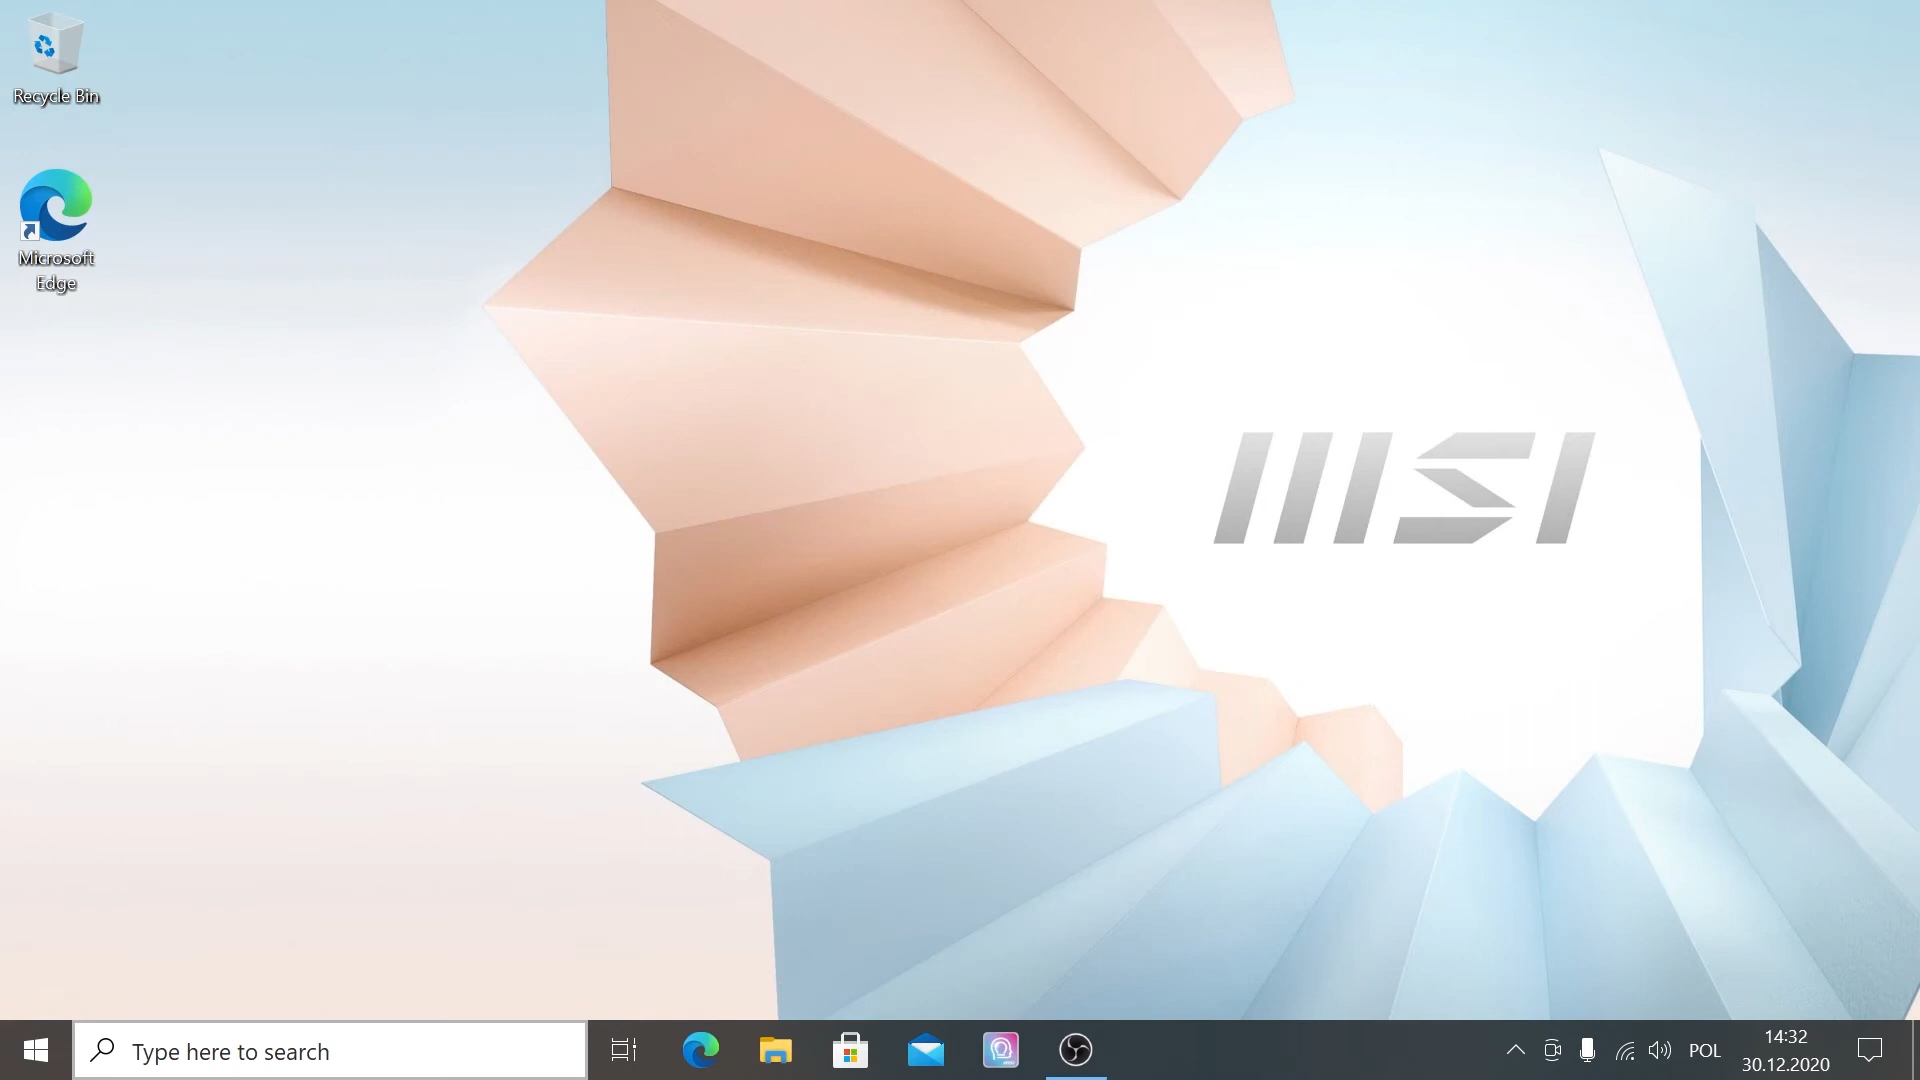 Recycle Bin
Microsoft
Edge
msi
Type here to search
POL
14:32
30.12.2020